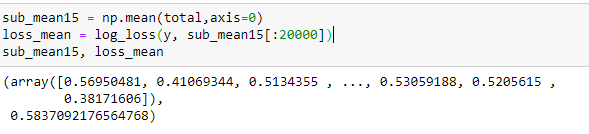 sub_mean15 = np.mean(total,axis=0)
loss_mean = log_loss(y, sub_mean15[:20000])
sub_mean15, loss_mean
(array([0.56950481, 0.41069344, 0.5134355 , ..., 0.53059188, 0.5205615 ,
0.38171606]),
0.5837092176564768)